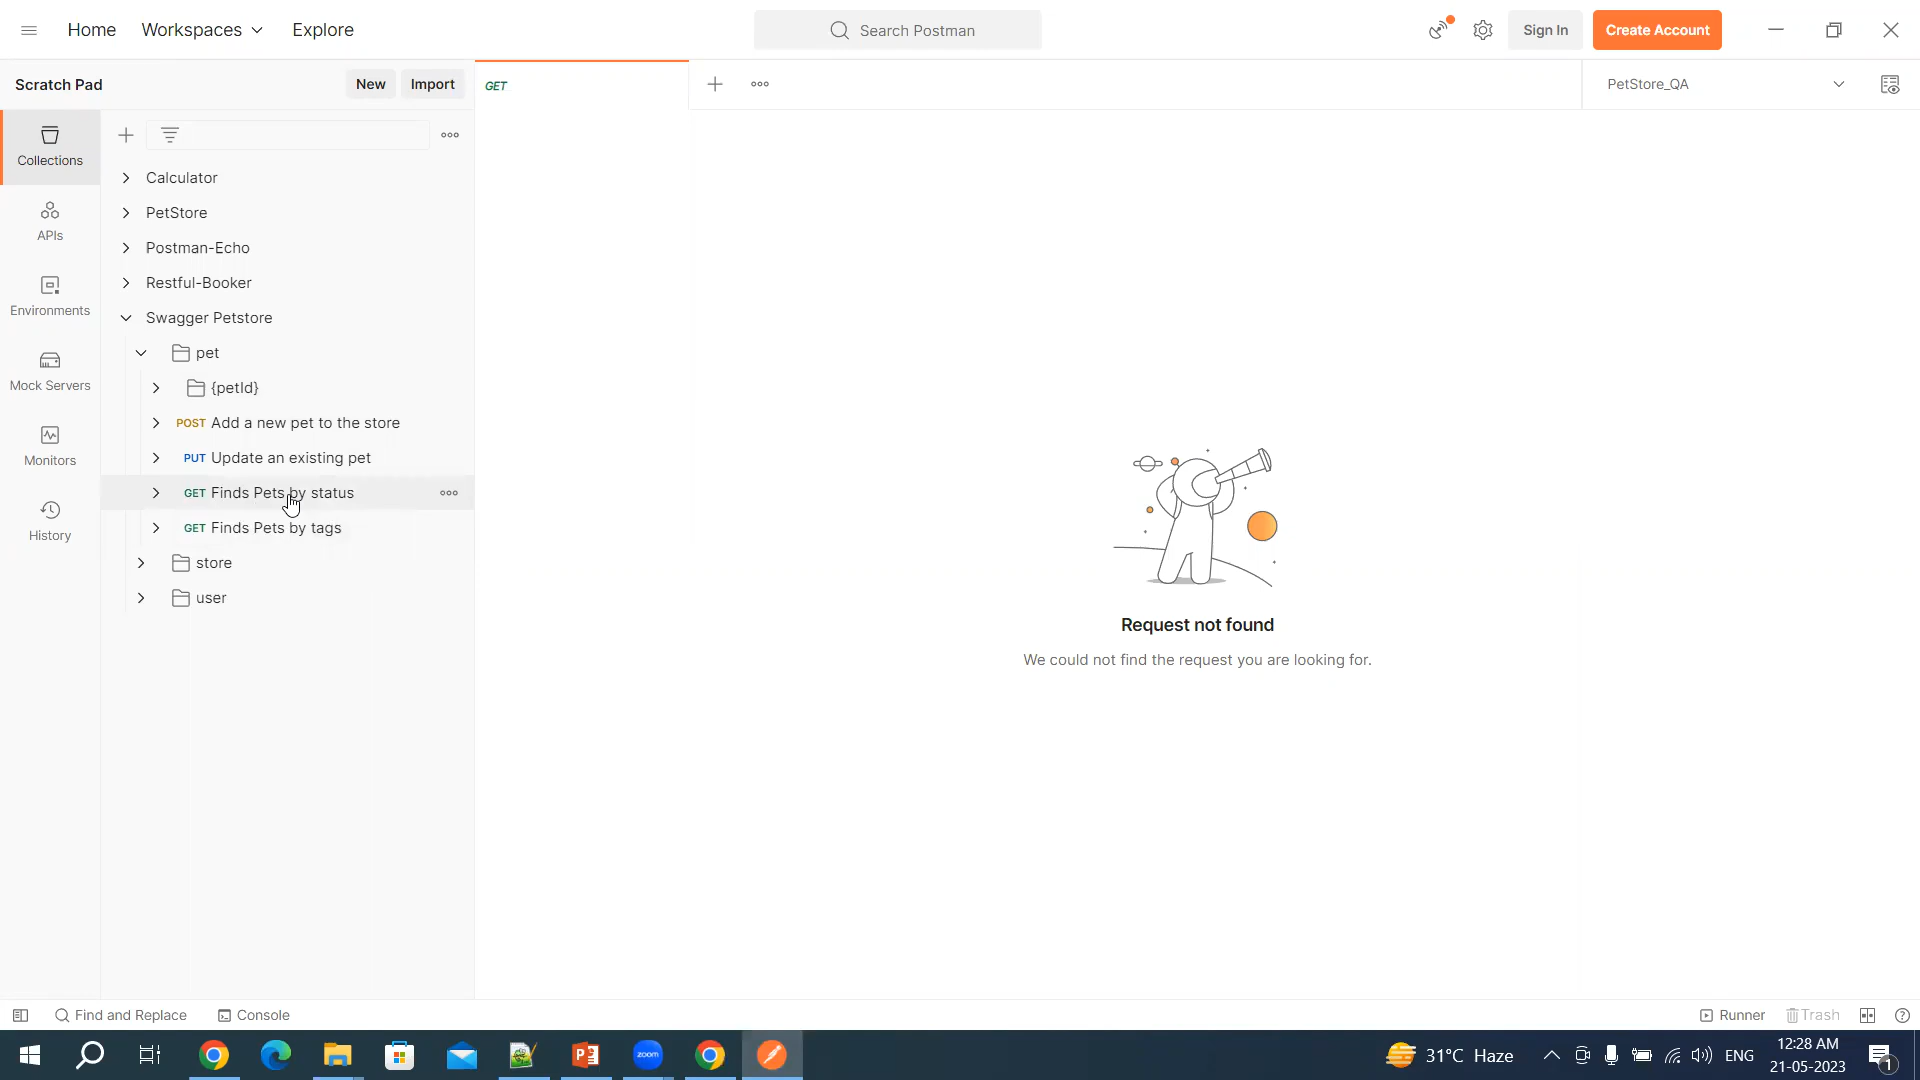 Home Workspaces Explore
Search Postman
Sign In
Create Account
Scratch Pad
New
Import
GET
PetStore_QA
Collections
APIs
Environments
Mock Servers
Monitors
History
Calculator
PetStore
Postman-Echo
Restful-Booker
Swagger Petstore
pet
{petId}
POST Add a new pet to the store
PUT Update an existing pet
GET Finds Pets by status
GET Finds Pets by tags
store
user
Request not found
We could not find the request you are looking for.
Find and Replace
Console
Runner
Trash
zoom
31°C Haze
ENG
12:28 AM
21-05-2023
1